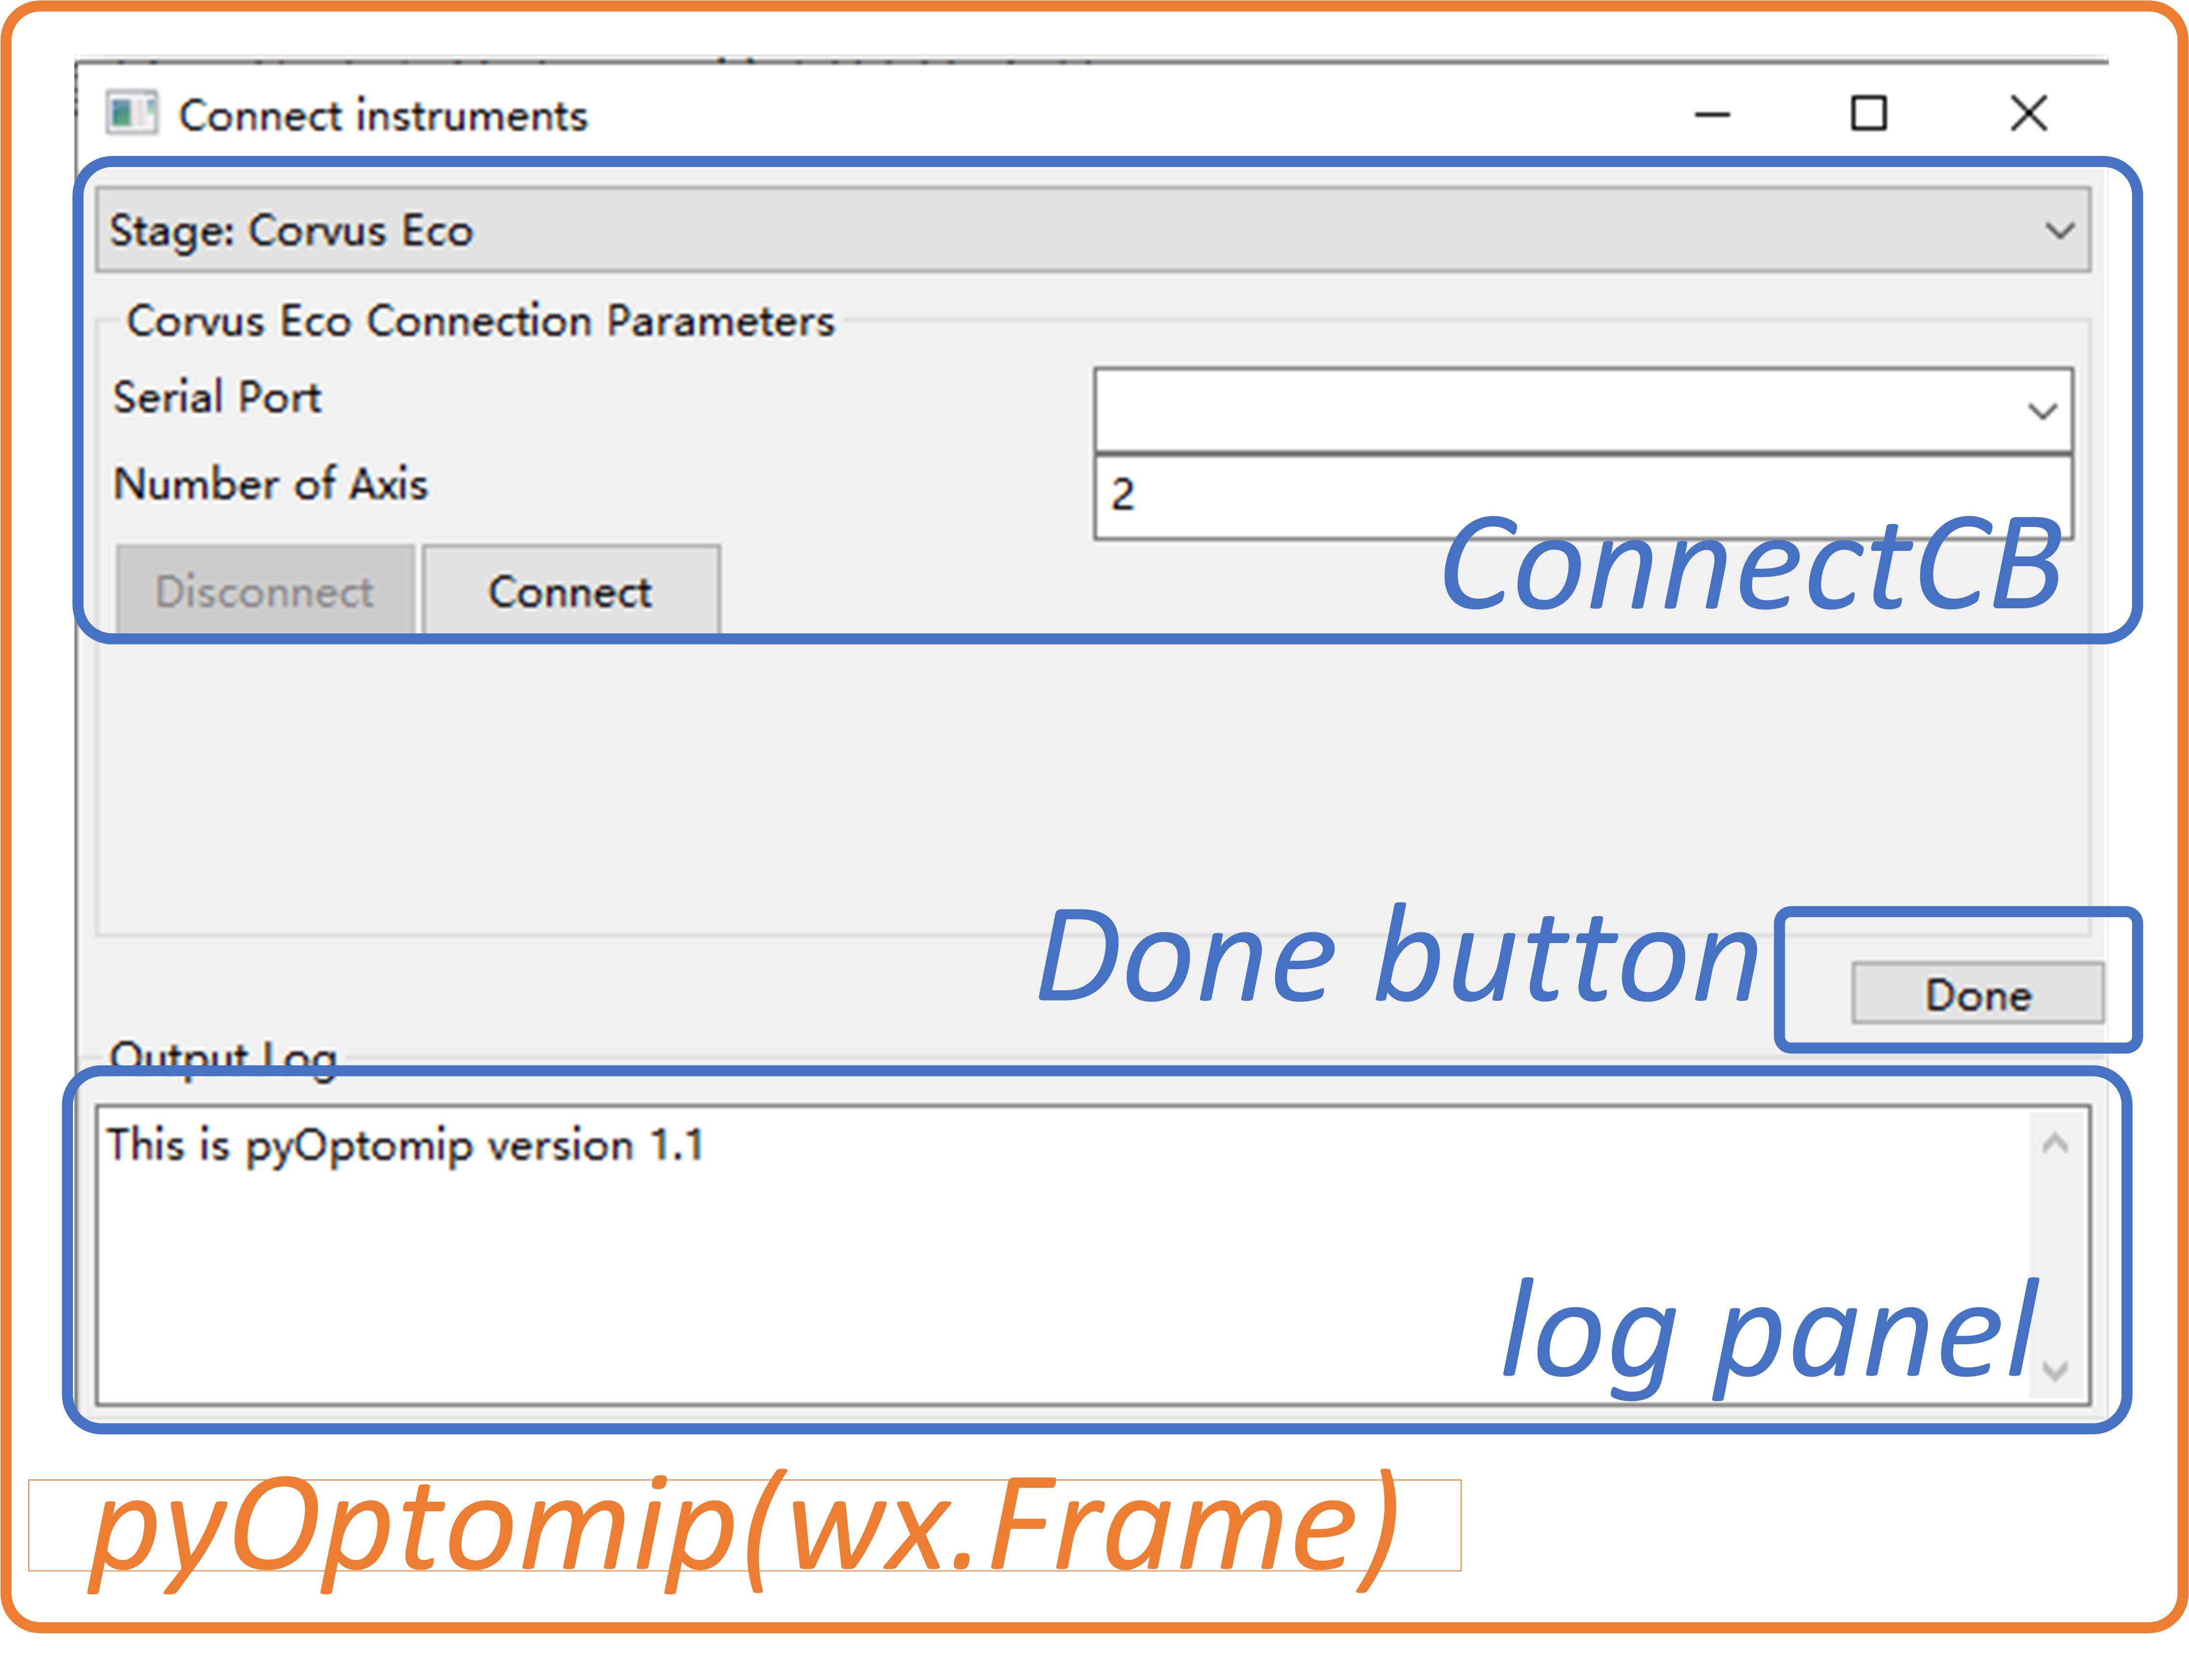 Connect instruments
Stage: Corvus Eco
Corvus Eco Connection Parameters
Serial Port
Number of Axis
2
Disconnect Connect
ConnectCB
Done button
Done
Output Log
This is pyOptomip version 1.1
log panel
pyOptomip(wx.Frame)